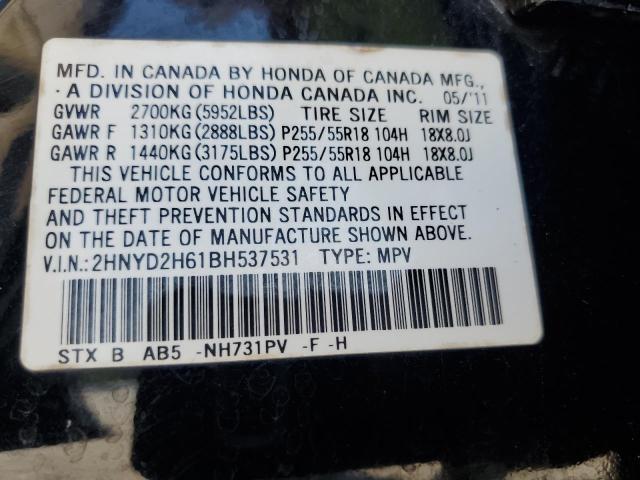 MFD. IN CANADA BY HONDA OF CANADA MFG.,
A DIVISION OF HONDA CANADA INC. 05/'11
GVWR 2700KG(5952LBS) TIRE SIZE RIM SIZE
GAWR F 1310KG(2888LBS) P255/55R18 104H 18X8.0J
GAWR R 1440KG(3175LBS) P255/55R18 104H 18X8.0J
THIS VEHICLE CONFORMS TO ALL APPLICABLE
FEDERAL MOTOR VEHICLE SAFETY
AND THEFT PREVENTION STANDARDS IN EFFECT
ON THE DATE OF MANUFACTURE SHOWN ABOVE.
V.I.N.:2HNYD2H61BH537531 TYPE: MPV
STX B AB5 -NH731PV -F -H